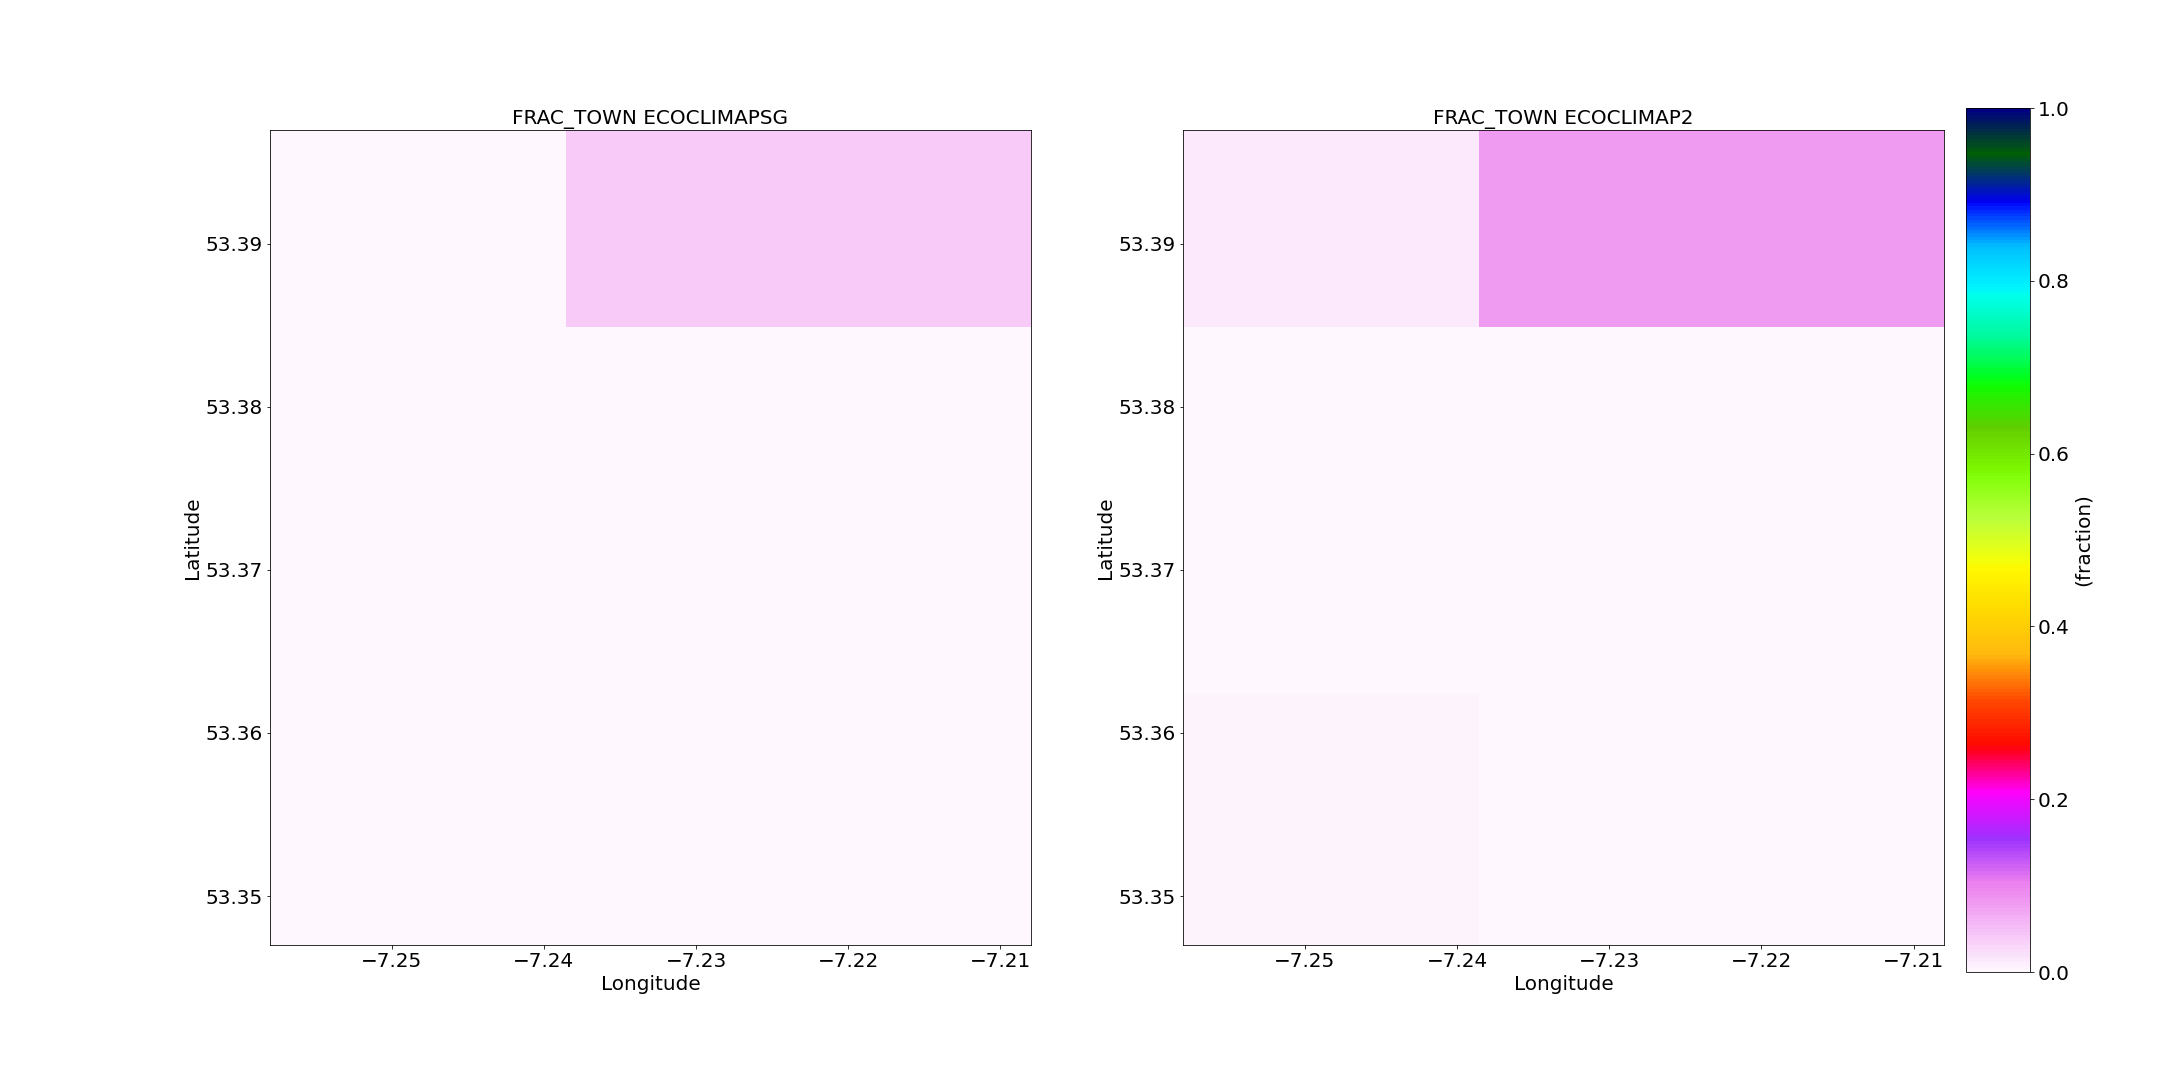 FRAC_TOWN ECOCLIMAPSG
53.39
53.38
53.37
53.36
53.35
Latitude
−7.25 −7.24 −7.23 −7.22 −7.21
Longitude
FRAC_TOWN ECOCLIMAP2
53.39
53.38
53.37
53.36
53.35
Latitude
−7.25 −7.24 −7.23 −7.22 −7.21
Longitude
1.0
0.8
0.6
0.4
0.2
0.0
(fraction)